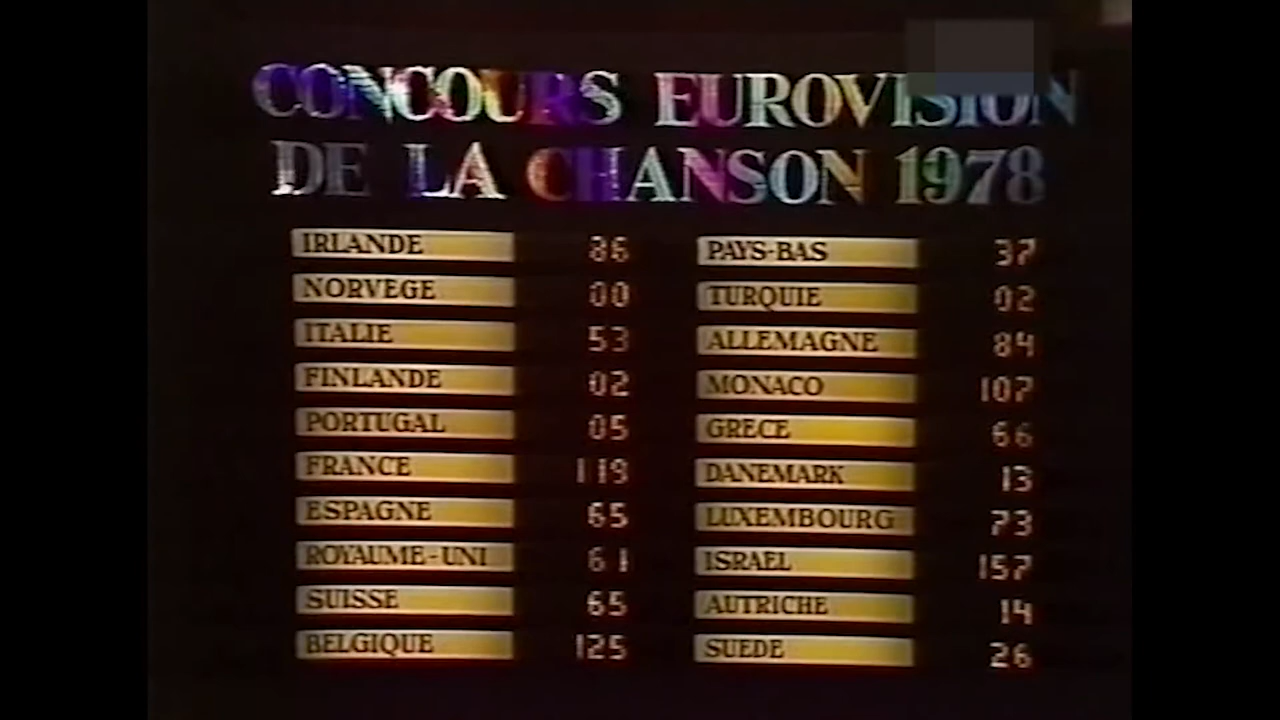 CONCOURS EUROVISION
DE LA CHANSON 1978
IRLANDE 86
NORVEGE 00
ITALIE 53
FINLANDE 02
PORTUGAL 05
FRANCE 119
ESPAGNE 65
ROYAUME-UNI 61
SUISSE 65
BELGIQUE 125
PAYS-BAS 37
TURQUIE 02
ALLEMAGNE 84
MONACO 107
GRECE 66
DANEMARK 13
LUXEMBOURG 73
ISRAEL 157
AUTRICHE 14
SUEDE 26